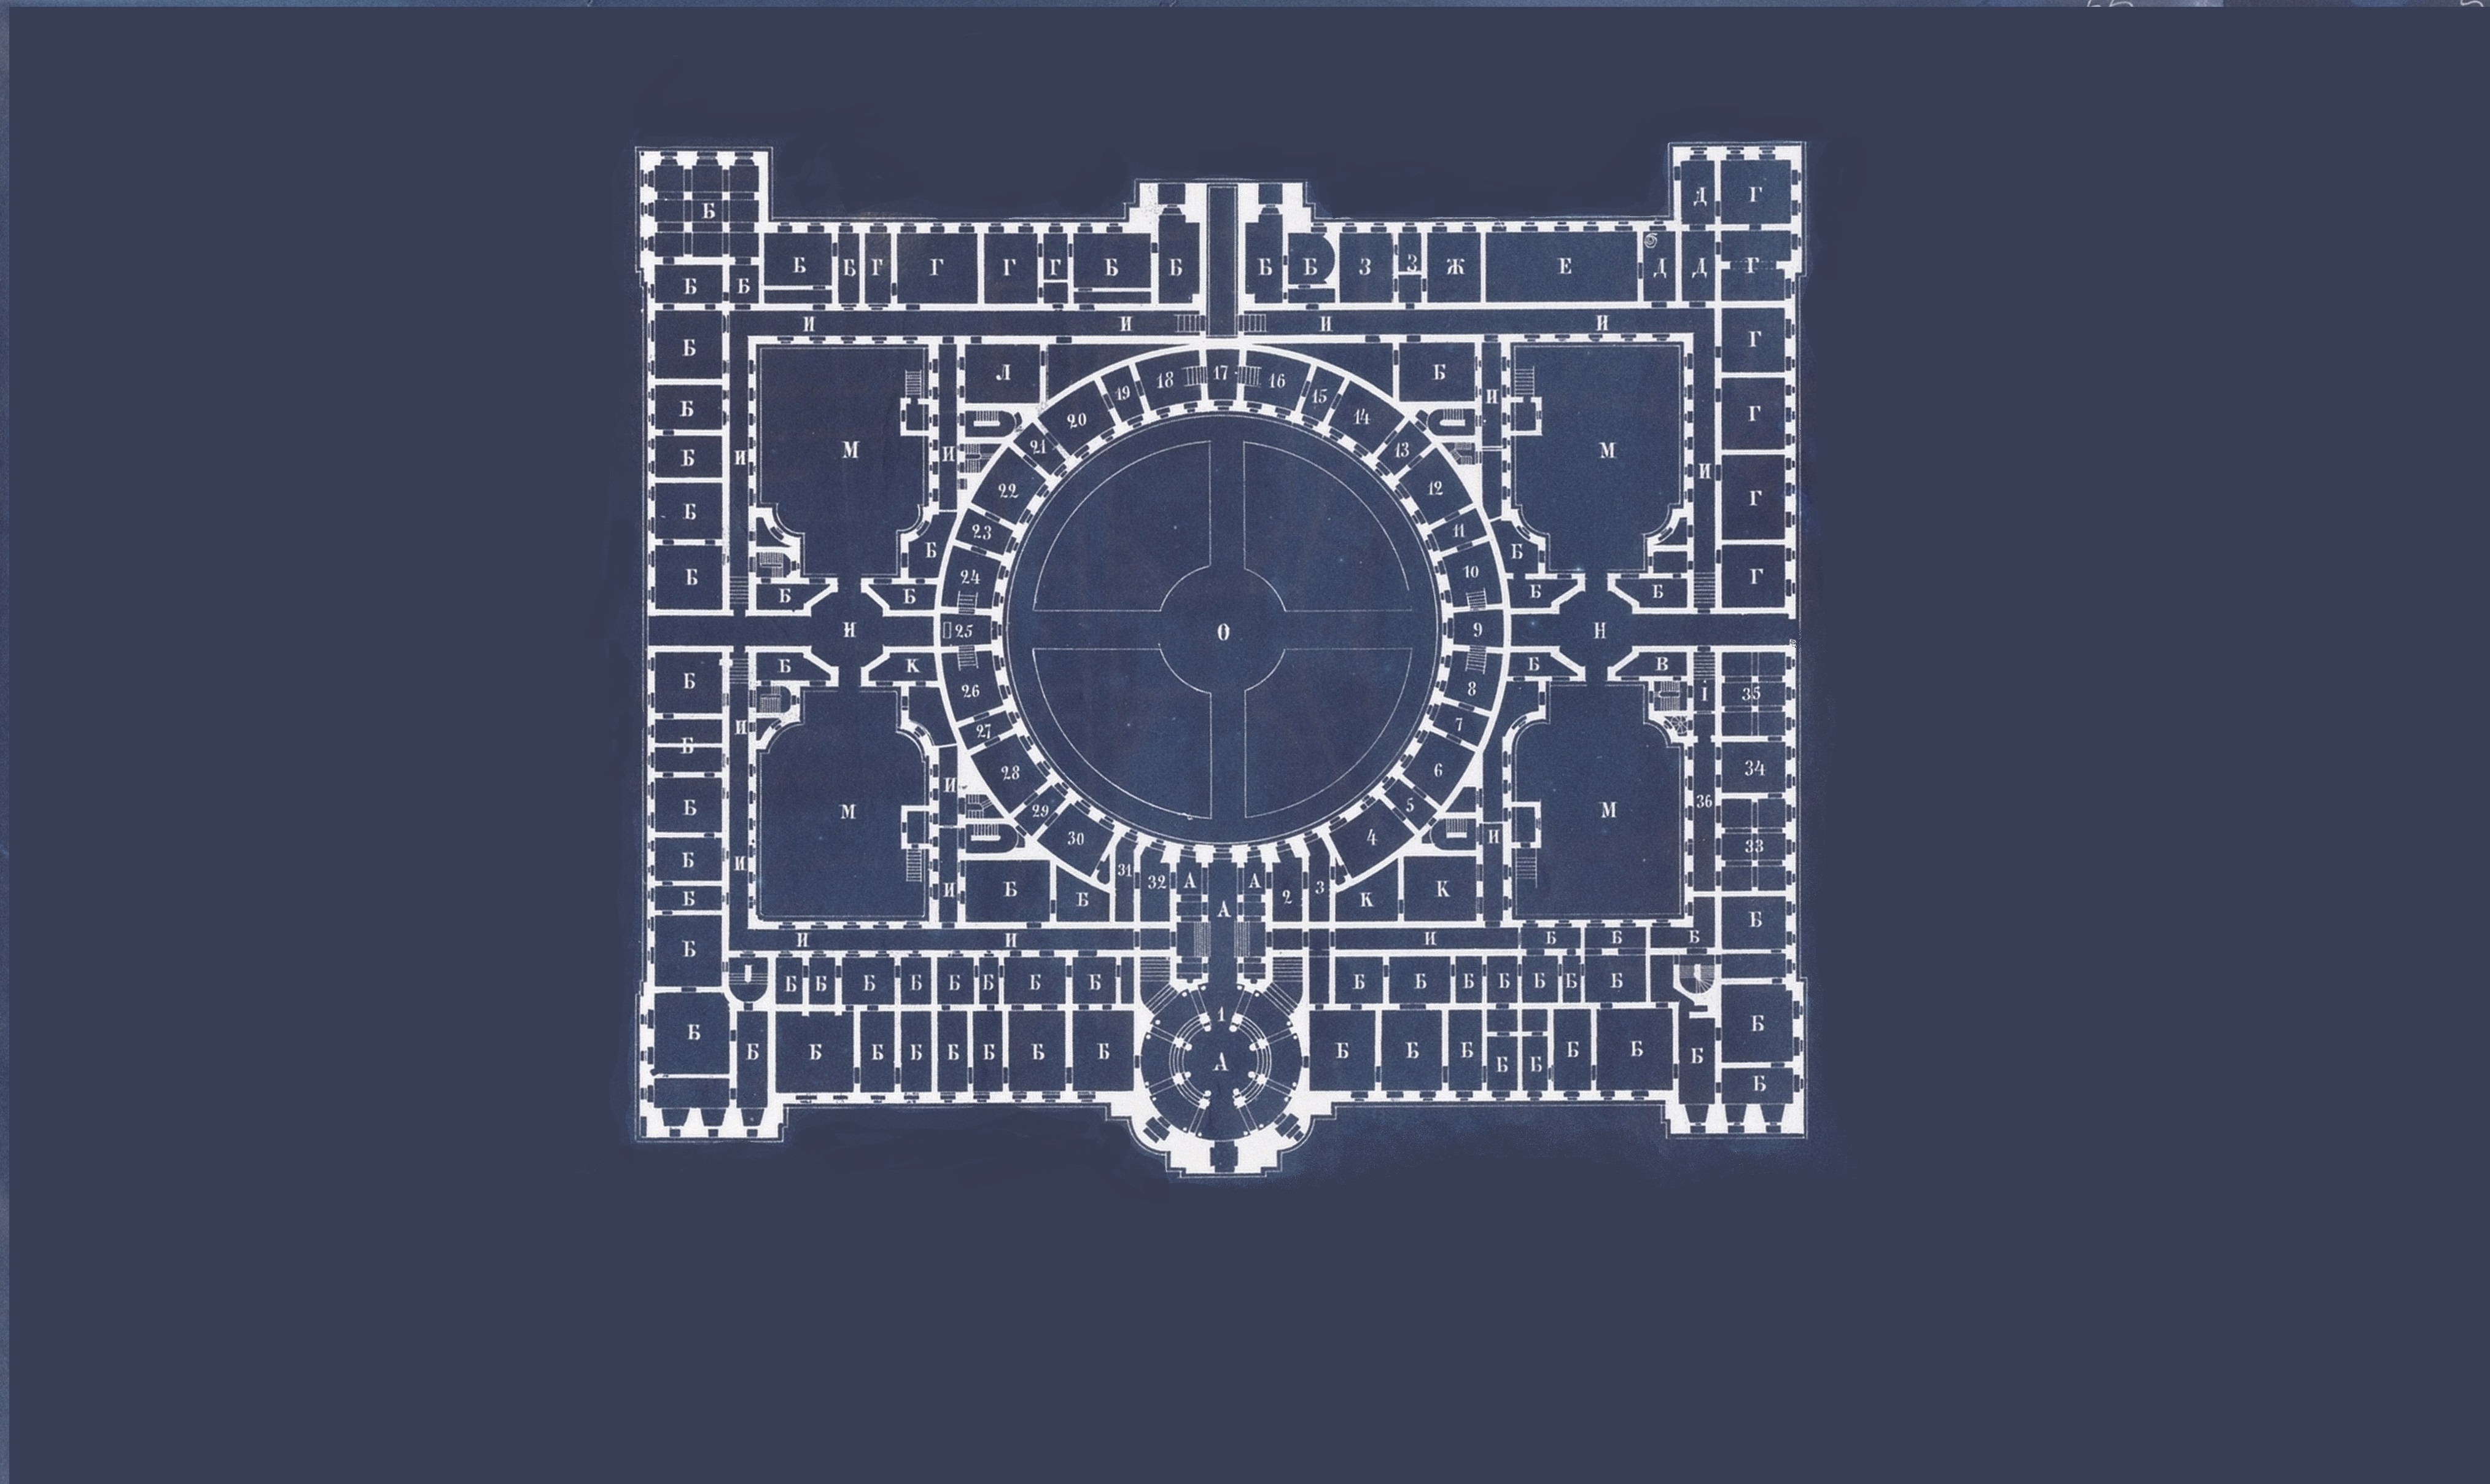 Д Г
Б
Б Б Г Г Г Г Б Б Б Б З З Ж Е Д Д Г
Б Б
И И И И
Б Л 18 17 16 Б Г
19 15
Б 20 14 И Г
21 13
Б И М И М И
22 12 Г
Б 23 11
Б Б
Б 24 10 Г
Б Б Б Б
Н 25 О 9 Н
Б К Б В
Б 26 8 І 35
И 27 7
Б
28 6 34
И
Б М 29 5 М 36
30 4 И
Б И 31 32 А А 2 3 33
Б И Б Б К К
А Б
И И И Б Б Б
Б
Б Б Б Б Б Б Б Б Б Б Б Б Б Б Б
1
Б Б
Б Б Б Б Б Б Б Б А Б Б Б Б Б Б Б Б
Б